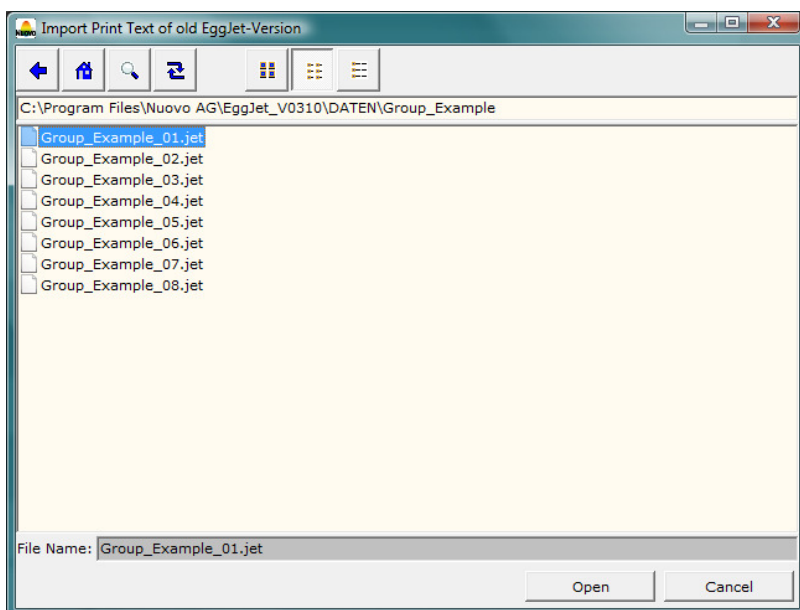 NUOVO Import Print Text of old EggJet-Version
C:\Program Files\Nuovo AG\EggJet_V0310\DATEN\Group_Example
Group_Example_01.jet
Group_Example_02.jet
Group_Example_03.jet
Group_Example_04.jet
Group_Example_05.jet
Group_Example_06.jet
Group_Example_07.jet
Group_Example_08.jet
File Name: Group_Example_01.jet
Open Cancel